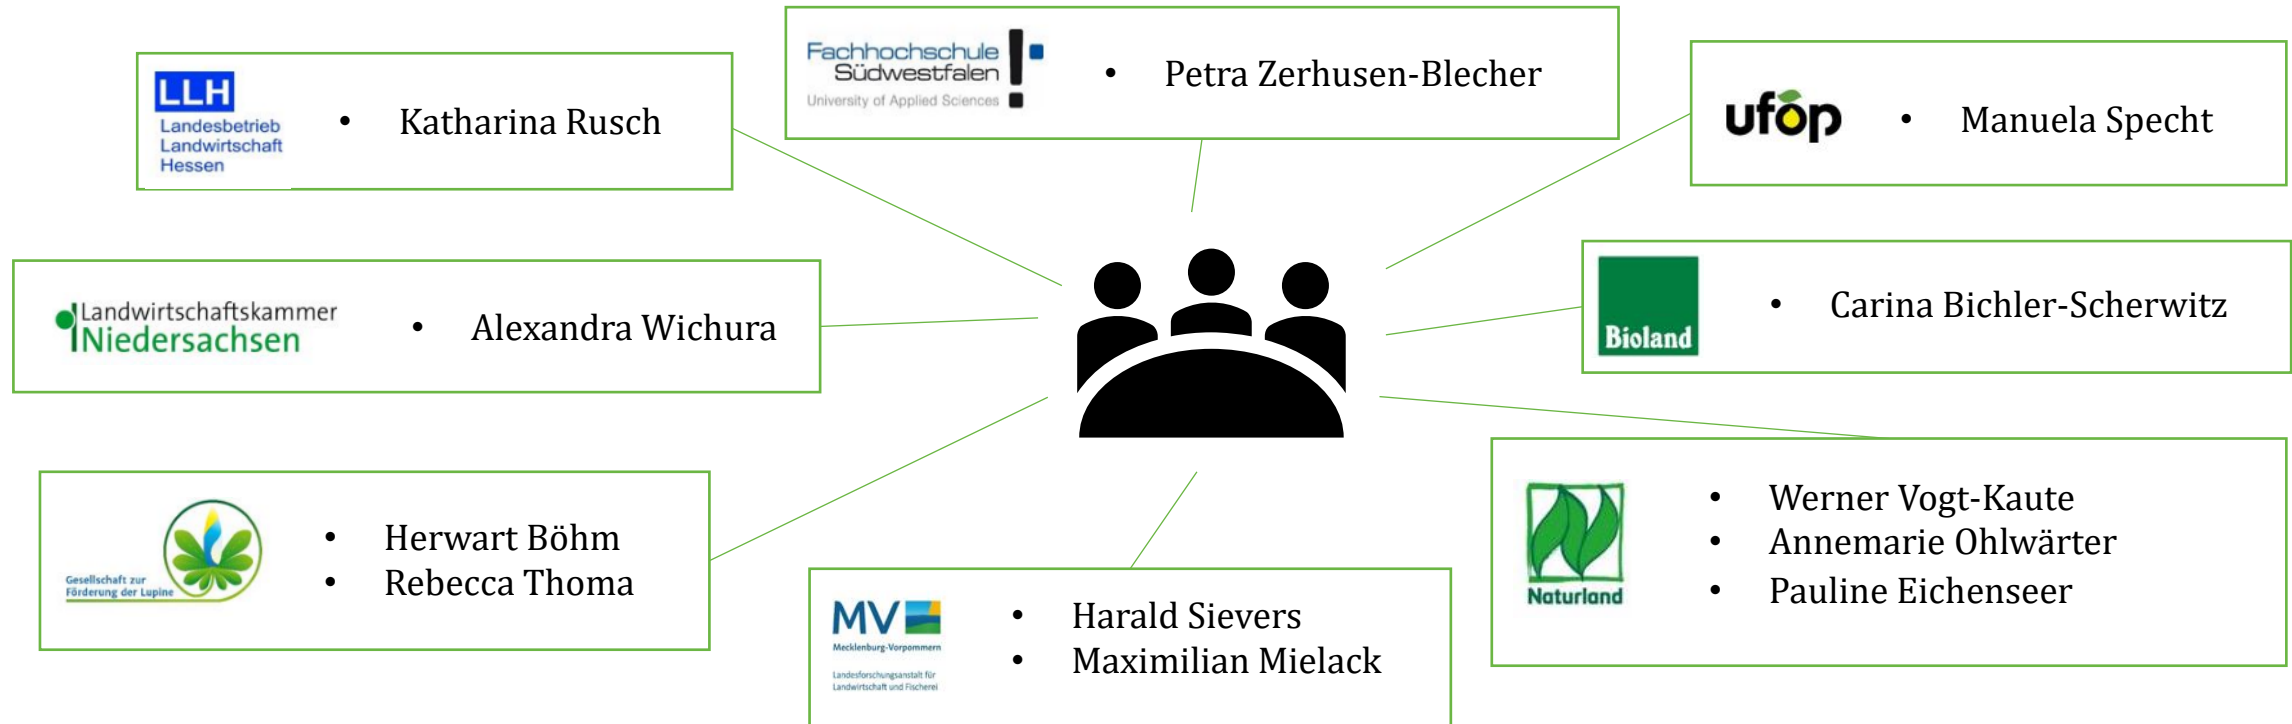 LLH
Landesbetrieb
Landwirtschaft
Hessen
• Katharina Rusch
Fachhochschule
Südwestfalen
University of Applied Sciences
• Petra Zerhusen-Blecher
ufop
• Manuela Specht
Landwirtschaftskammer
Niedersachsen
• Alexandra Wichura
Bioland
• Carina Bichler-Scherwitz
Gesellschaft zur
Förderung der Lupine
• Herwart Böhm
• Rebecca Thoma
MV
Mecklenburg-Vorpommern
Landesforschungsanstalt für
Landwirtschaft und Fischerei
• Harald Sievers
• Maximilian Mielack
Naturland
• Werner Vogt-Kaute
• Annemarie Ohlwärter
• Pauline Eichenseer